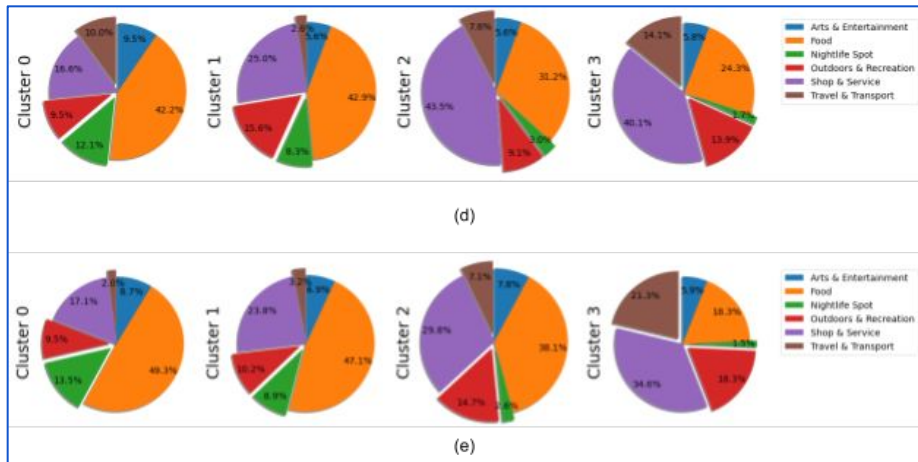 Cluster 0
10.0%
9.5%
16.6%
42.2%
9.5%
12.1%
Cluster 1
2.6%
5.6%
25.0%
42.9%
15.6%
8.3%
Cluster 2
7.6%
5.6%
31.2%
43.5%
3.0%
9.1%
Cluster 3
14.1%
5.8%
24.3%
1.7%
40.1%
13.9%
Arts & Entertainment
Food
Nightlife Spot
Outdoors & Recreation
Shop & Service
Travel & Transport
(d)
Cluster 0
8.7%
17.1%
49.3%
9.5%
13.5%
Cluster 1
3.2%
6.9%
23.8%
47.1%
10.2%
8.9%
Cluster 2
7.1%
7.8%
29.8%
38.1%
14.7%
2.6%
Cluster 3
21.3%
5.9%
18.3%
1.5%
34.6%
18.3%
Arts & Entertainment
Food
Nightlife Spot
Outdoors & Recreation
Shop & Service
Travel & Transport
(e)